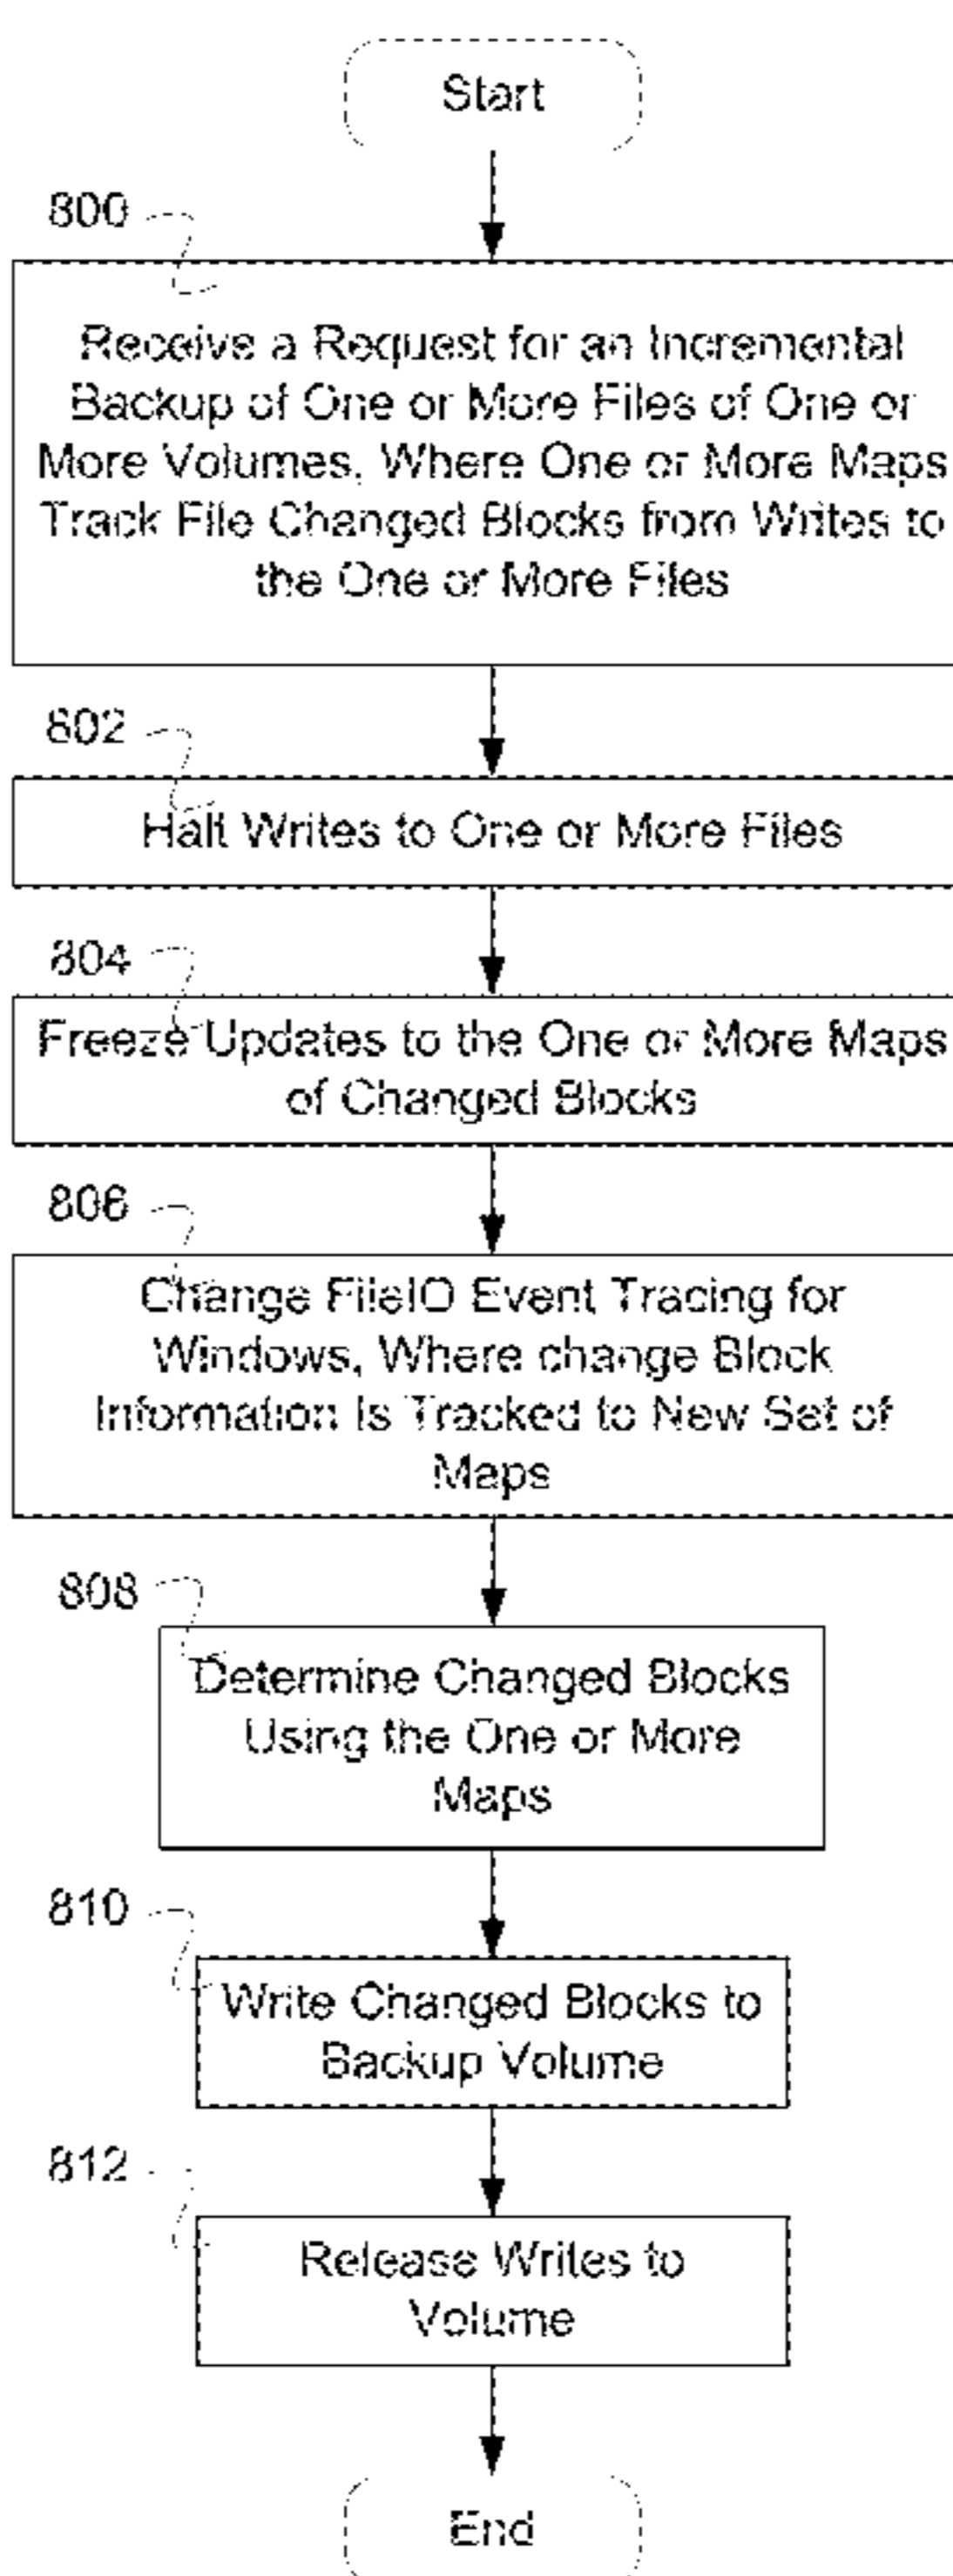 Start
800
Receive a Request for an Incremental
Backup of One or More Files of One or
More Volumes, Where One or More Maps
Track File Changed Blocks from Writes to
the One or More Files
802
Halt Writes to One or More Files
804
Freeze Updates to the One or More Maps
of Changed Blocks
806
Change FileIO Event Tracing for
Windows, Where change Block
Information Is Tracked to New Set of
Maps
808
Determine Changed Blocks
Using the One or More
Maps
810
Write Changed Blocks to
Backup Volume
812
Release Writes to
Volume
End